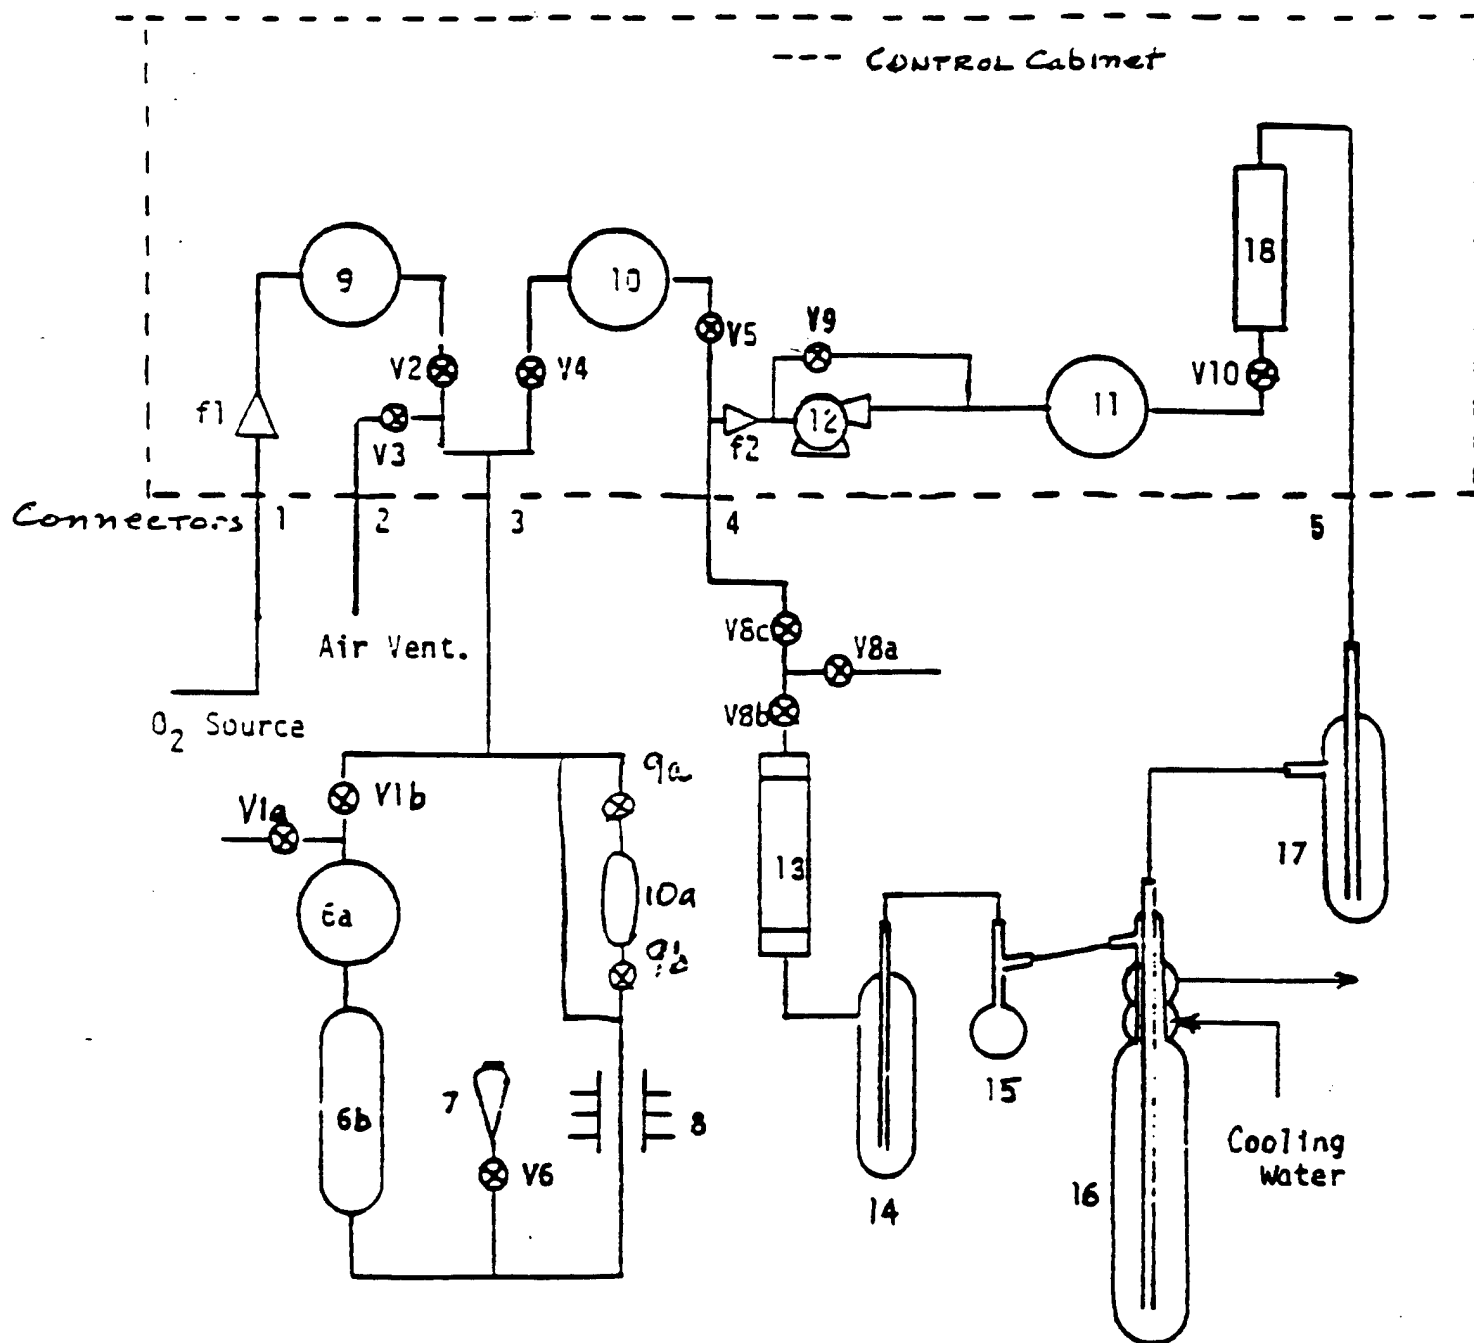 --- CONTROL Cabinet
9
10
18
V5
V9
V2
V4
V10
11
f1
V3
f2
12
Connectors 1
2
3
4
5
Air Vent.
V8c
V8a
V8b
O2 Source
9a
V1b
V1a
13
17
6a
10a
9b
15
7
8
6b
V6
Cooling
Water
14
16